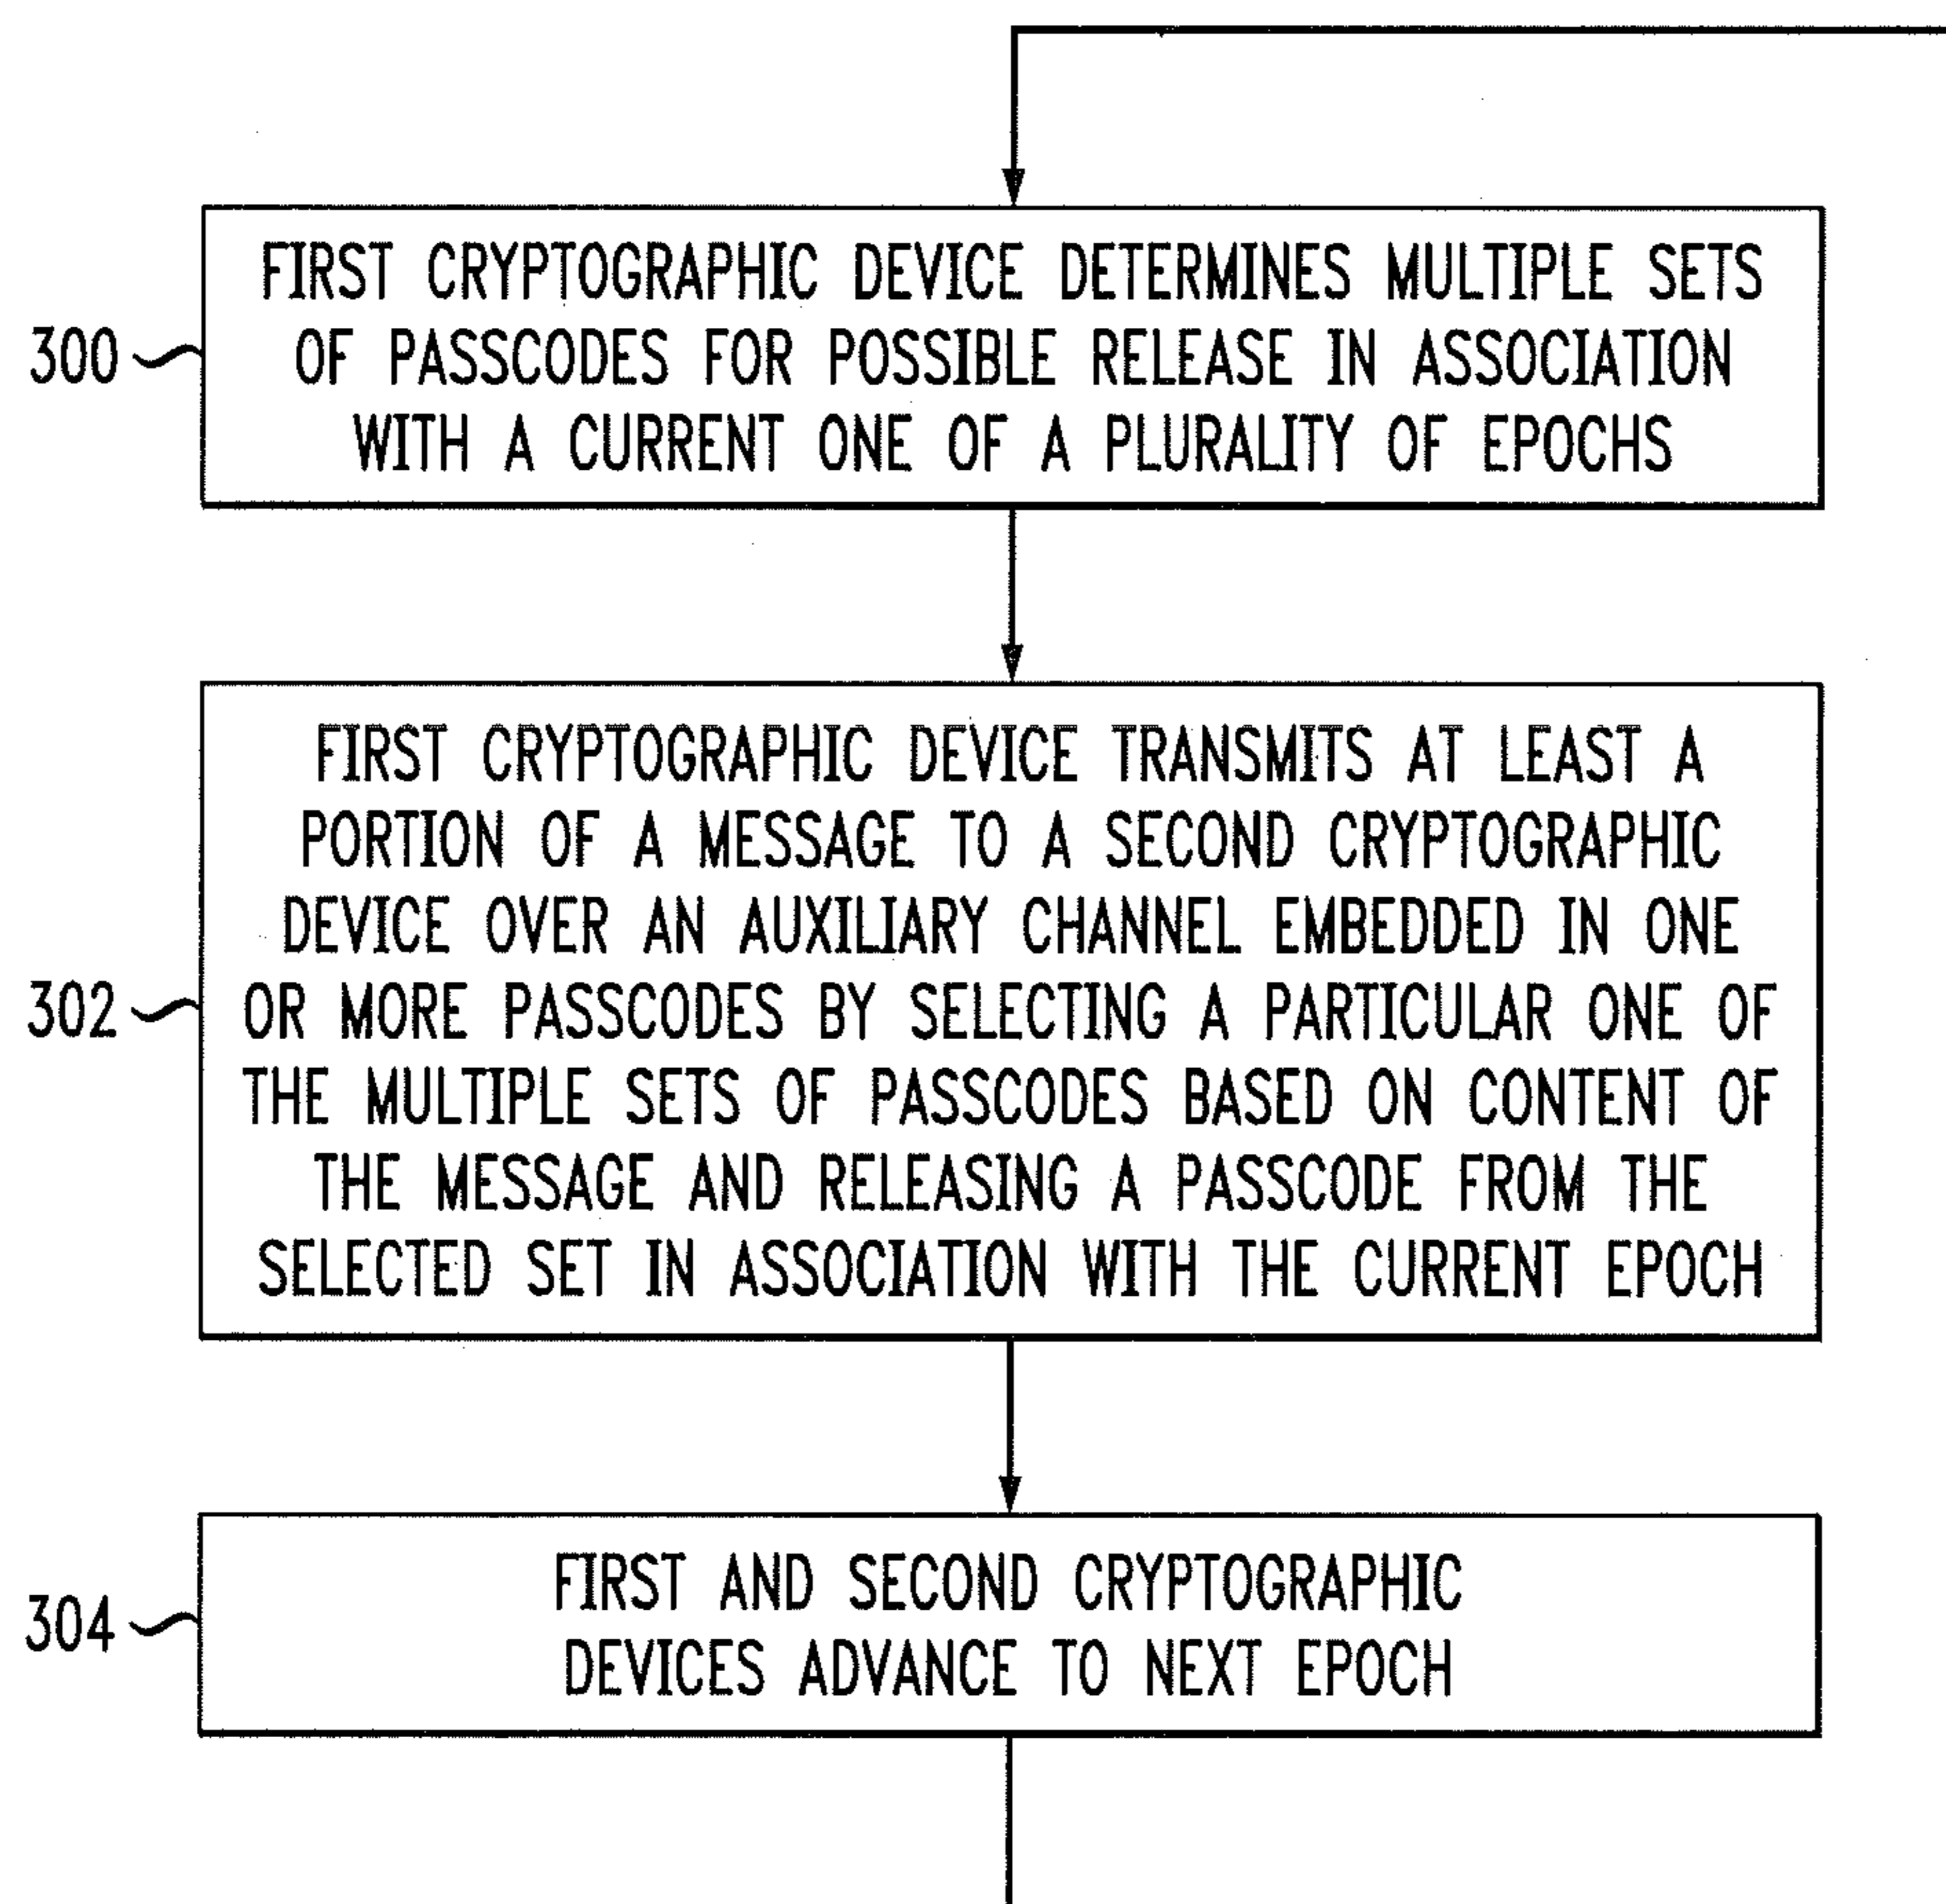 FIRST CRYPTOGRAPHIC DEVICE DETERMINES MULTIPLE SETS
300 OF PASSCODES FOR POSSIBLE RELEASE IN ASSOCIATION
WITH A CURRENT ONE OF A PLURALITY OF EPOCHS
FIRST CRYPTOGRAPHIC DEVICE TRANSMITS AT LEAST A
PORTION OF A MESSAGE TO A SECOND CRYPTOGRAPHIC
DEVICE OVER AN AUXILIARY CHANNEL EMBEDDED IN ONE
302 OR MORE PASSCODES BY SELECTING A PARTICULAR ONE OF
THE MULTIPLE SETS OF PASSCODES BASED ON CONTENT OF
THE MESSAGE AND RELEASING A PASSCODE FROM THE
SELECTED SET IN ASSOCIATION WITH THE CURRENT EPOCH
FIRST AND SECOND CRYPTOGRAPHIC
304 DEVICES ADVANCE TO NEXT EPOCH